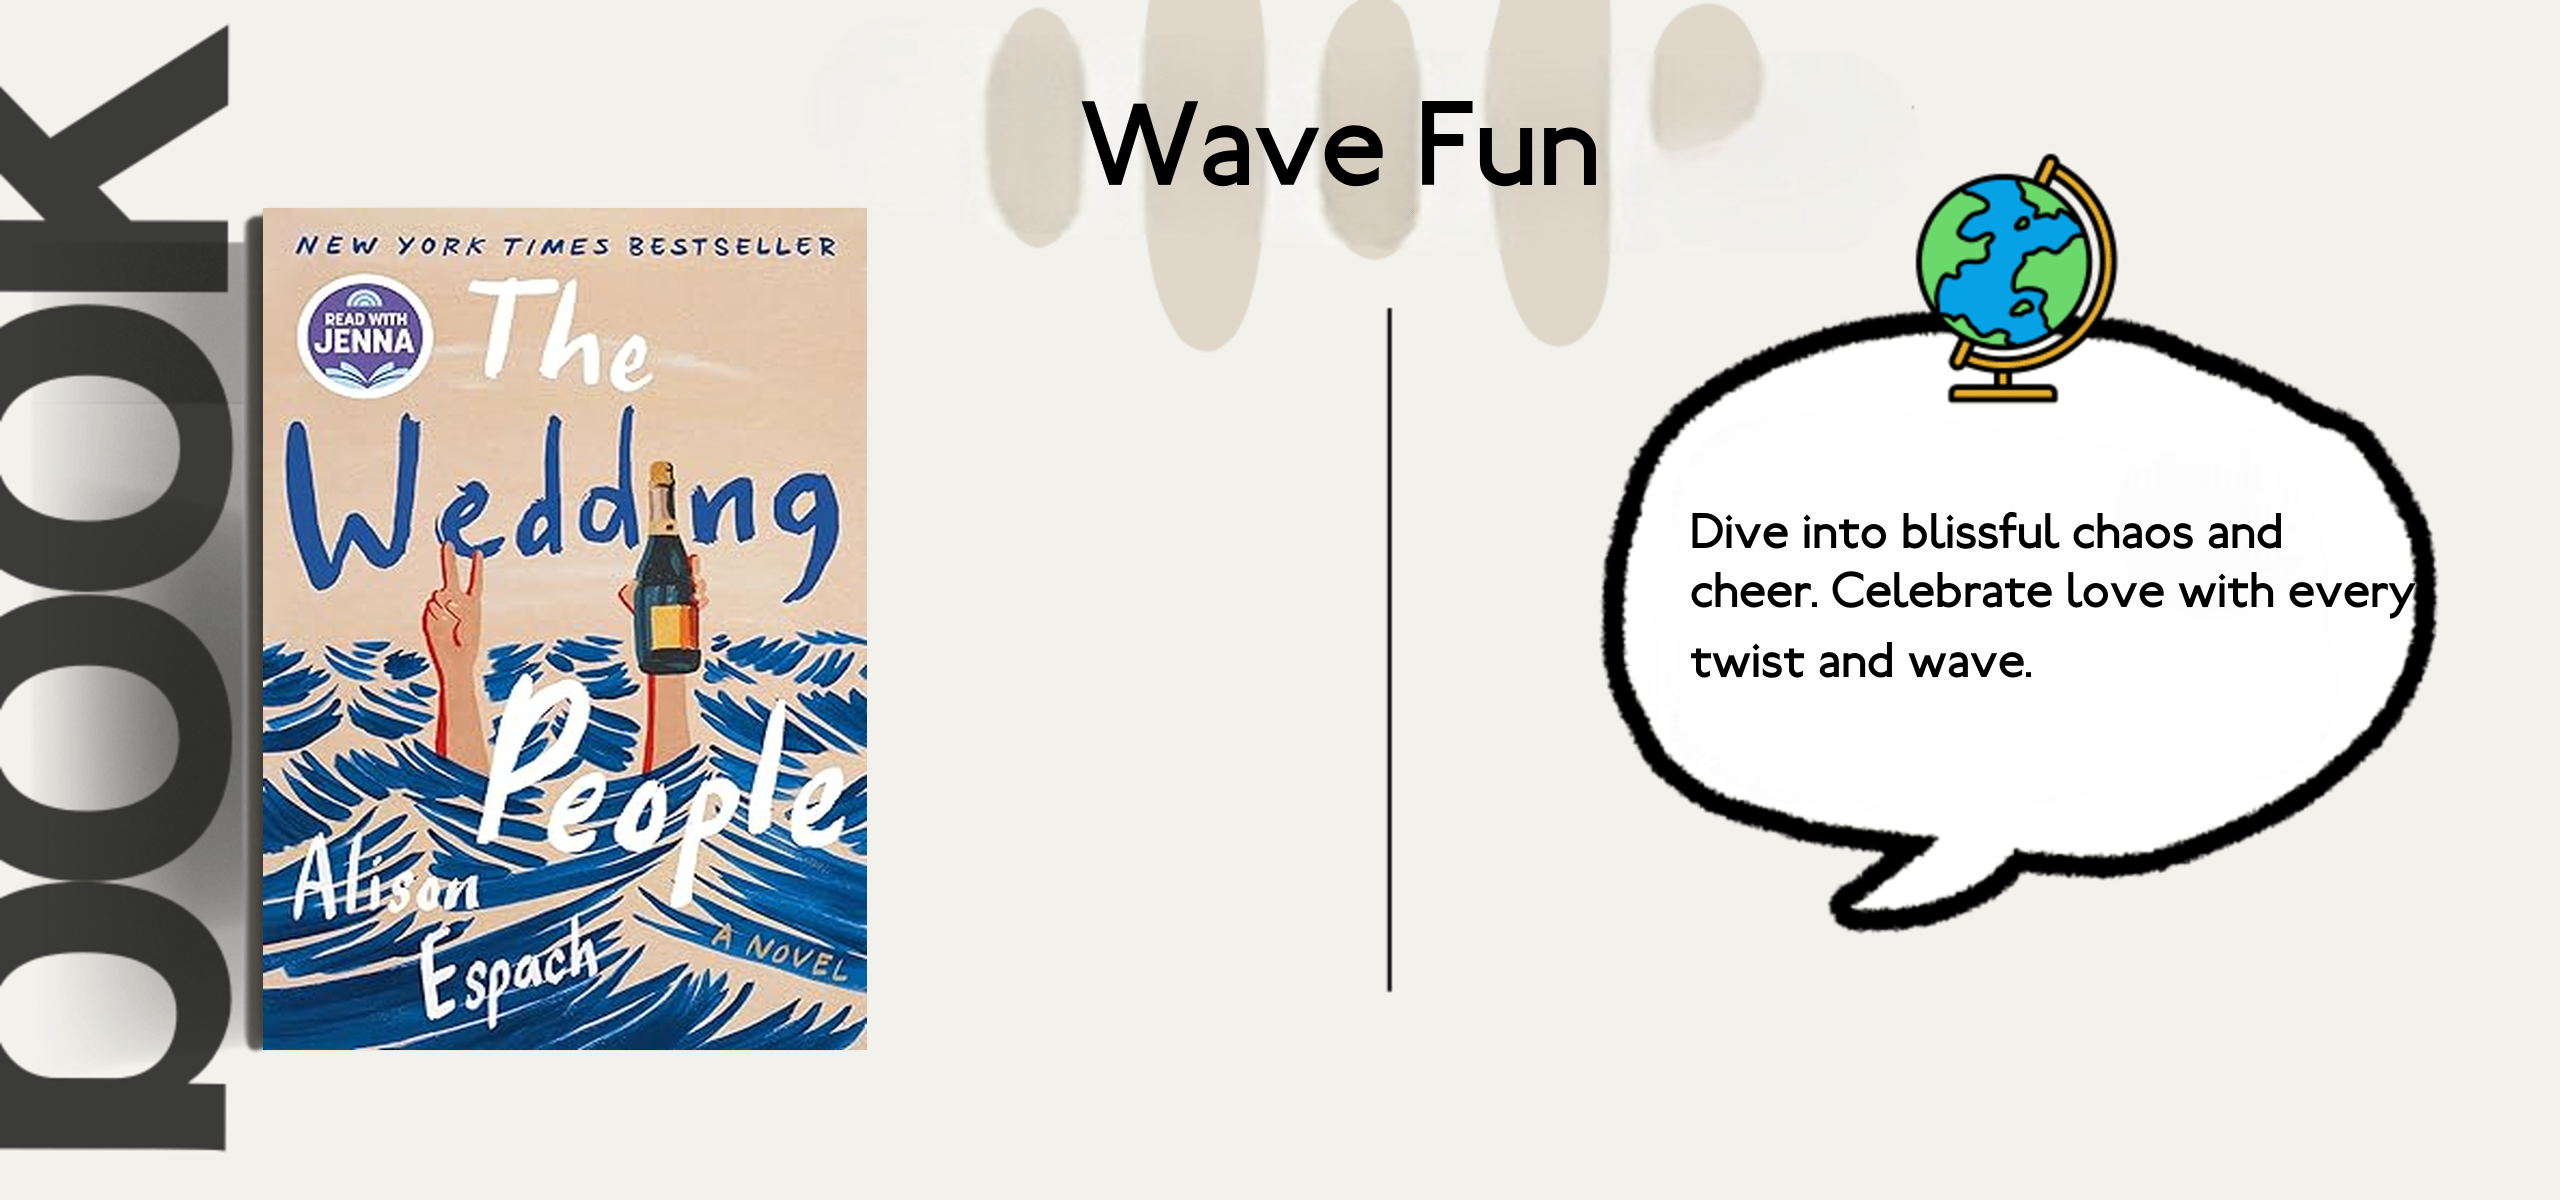 book
Wave Fun
NEW YORK TIMES BESTSELLER
READ WITH
JENNA
The
Wedding
People
Alison
Espach
A NOVEL
Dive into blissful chaos and
cheer. Celebrate love with every
twist and wave.